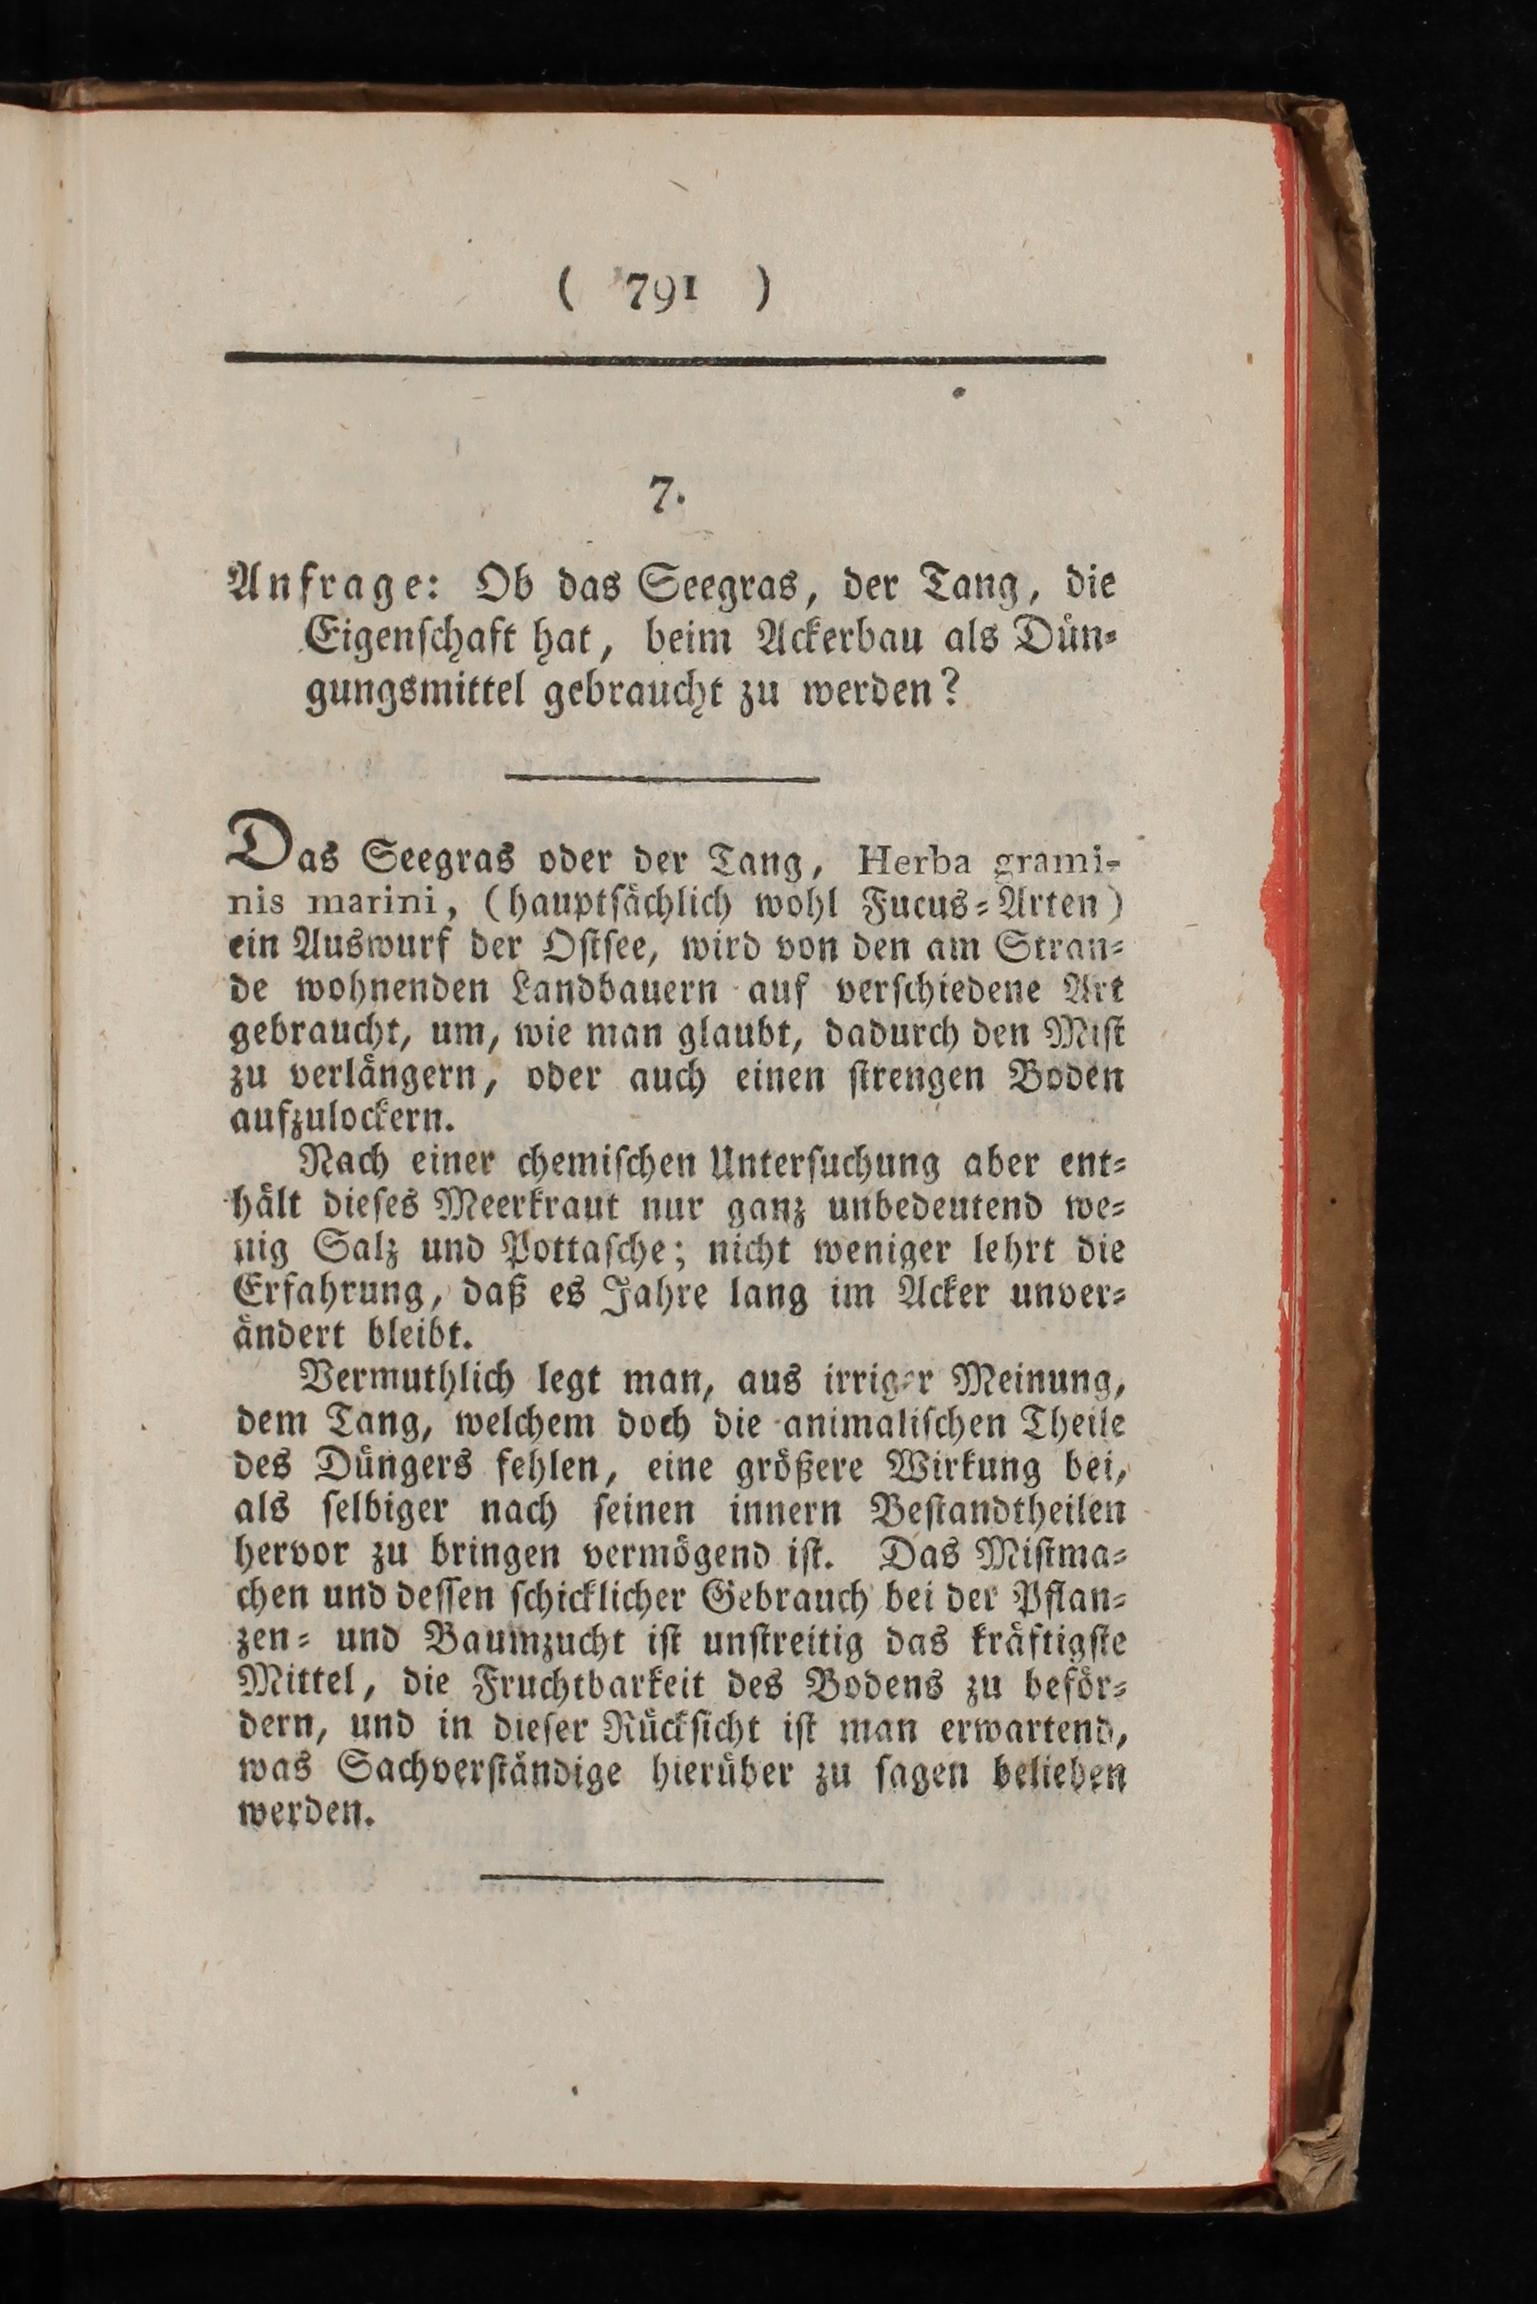 ( 791 )
7.
Anfrage: Ob das Seegras, der Tang, die
Eigenſchaft hat, beim Ackerbau als Dün⸗
gungsmittel gebraucht zu werden?
Das Seegras oder der Tang, Herba grami-
nis marini, (hauptſächlich wohl Fucus⸗Arten)
ein Auswurf der Oſtſee, wird von den am Stran⸗
de wohnenden Landbauern auf verſchiedene Art
gebraucht, um, wie man glaubt, dadurch den Miſt
zu verlängern, oder auch einen ſtrengen Boden
aufzulockern.
Nach einer chemiſchen Unterſuchung aber ent⸗
hält dieſes Meerkraut nur ganz unbedeutend we⸗
nig Salz und Pottaſche; nicht weniger lehrt die
Erfahrung, daß es Jahre lang im Acker unver⸗
ändert bleibt.
Vermuthlich legt man, aus irriger Meinung,
dem Tang, welchem doch die animaliſchen Theile
des Düngers fehlen, eine größere Wirkung bei,
als ſelbiger nach ſeinen innern Beſtandtheilen
hervor zu bringen vermögend iſt. Das Miſtma⸗
chen und deſſen ſchicklicher Gebrauch bei der Pflan⸗
zen⸗ und Baumzucht iſt unſtreitig das kräftigſte
Mittel, die Fruchtbarkeit des Bodens zu beför⸗
dern, und in dieſer Rückſicht iſt man erwartend,
was Sachverſtändige hierüber zu ſagen belieben
werden.